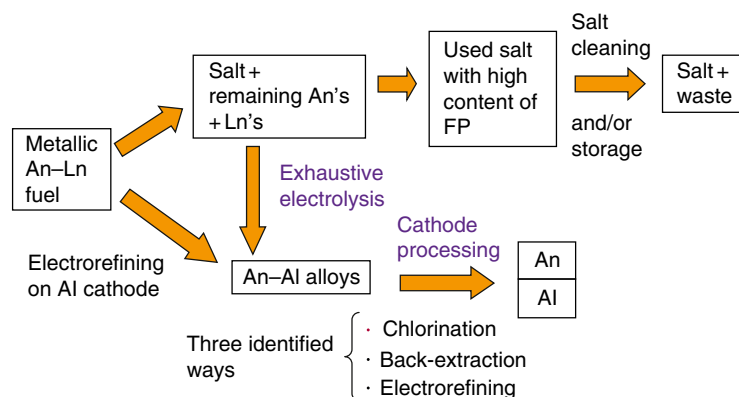 Salt +
remaining An's
+ Ln's
Used salt
with high
content of
FP
Salt
cleaning
and/or
storage
Salt +
waste
Metallic
An–Ln
fuel
Exhaustive
electrolysis
Electrorefining
on Al cathode
An–Al alloys
Cathode
processing
An
Al
Three identified
ways
· Chlorination
· Back-extraction
· Electrorefining